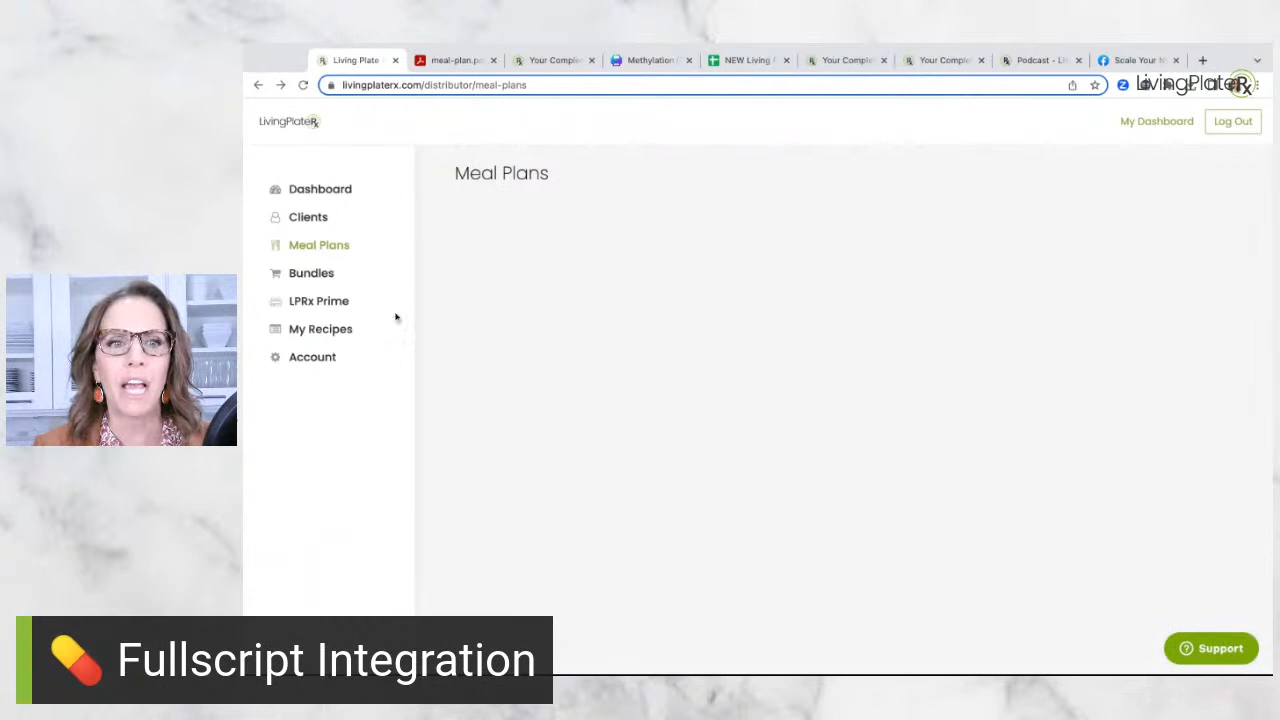 Living Plate
meal-plan.pa
Your Complie
Methylation
NEW Living
Your Comple
Your Comple
Podcast - Li
Scale Your N
livingplaterx.com/distributor/meal-plans
LivingPlateRx
LivingPlateRx
My Dashboard
Log Out
Dashboard
Clients
Meal Plans
Bundles
LPRx Prime
My Recipes
Account
Meal Plans
Support
Fullscript Integration